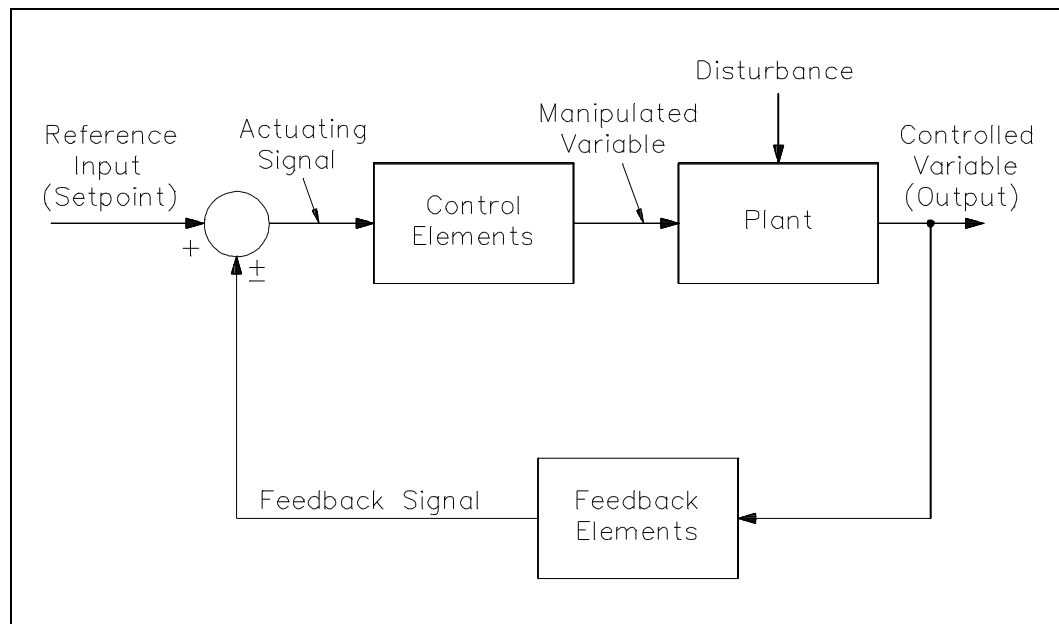 Disturbance
Reference
Input
(Setpoint)
Actuating
Signal
Manipulated
Variable
Controlled
Variable
(Output)
Control
Elements
Plant
+
±
Feedback Signal
Feedback
Elements